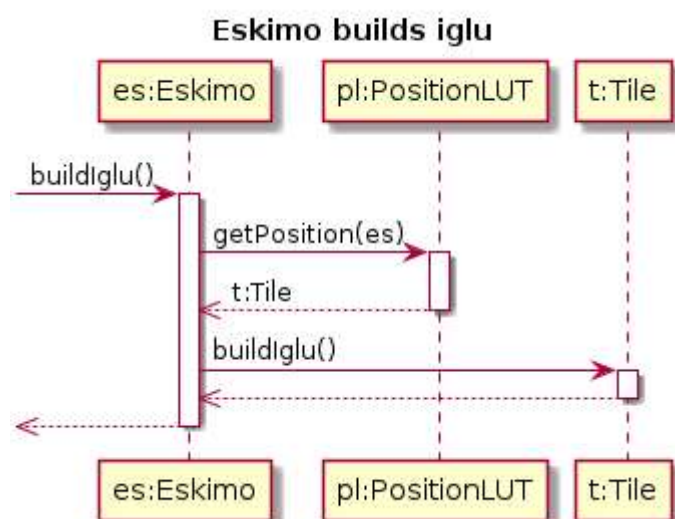 Eskimo builds iglu
es:Eskimo pl:PositionLUT t:Tile
buildIglu()
getPosition(es)
t:Tile
buildIglu()
es:Eskimo pl:PositionLUT t:Tile